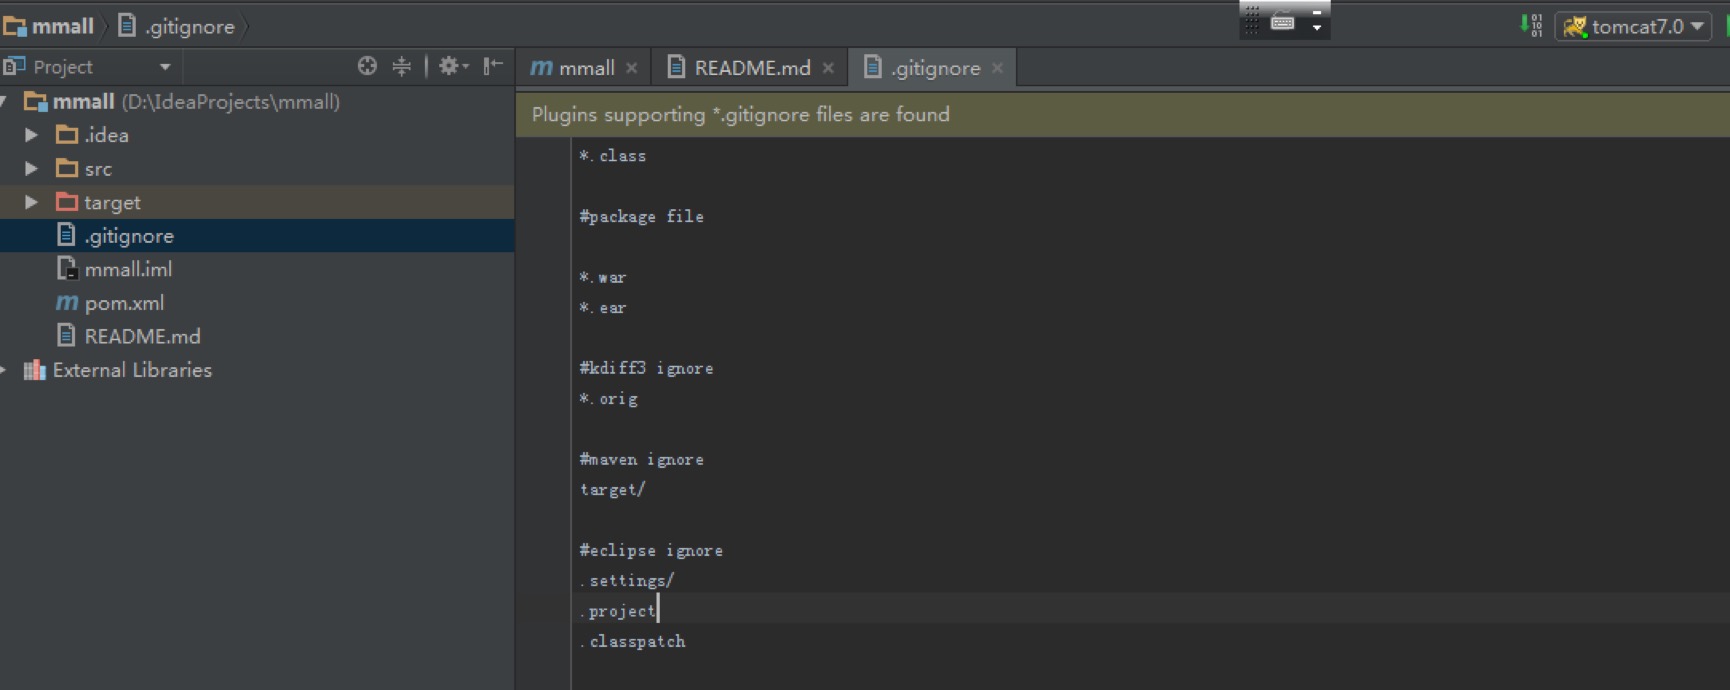 mmall .gitignore
tomcat7.0
Project
mmall (D:\IdeaProjects\mmall)
.idea
src
target
.gitignore
mmall.iml
pom.xml
README.md
External Libraries
mmall README.md .gitignore
Plugins supporting *.gitignore files are found
*.class
#package file
*.war
*.ear
#kdiff3 ignore
*.orig
#maven ignore
target/
#eclipse ignore
.settings/
.project
.classpatch